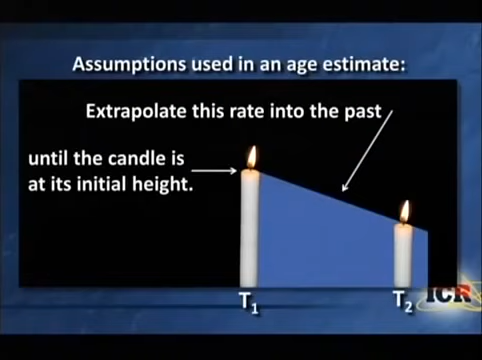 Assumptions used in an age estimate:
Extrapolate this rate into the past
until the candle is
at its initial height.
T1
T2
ICR